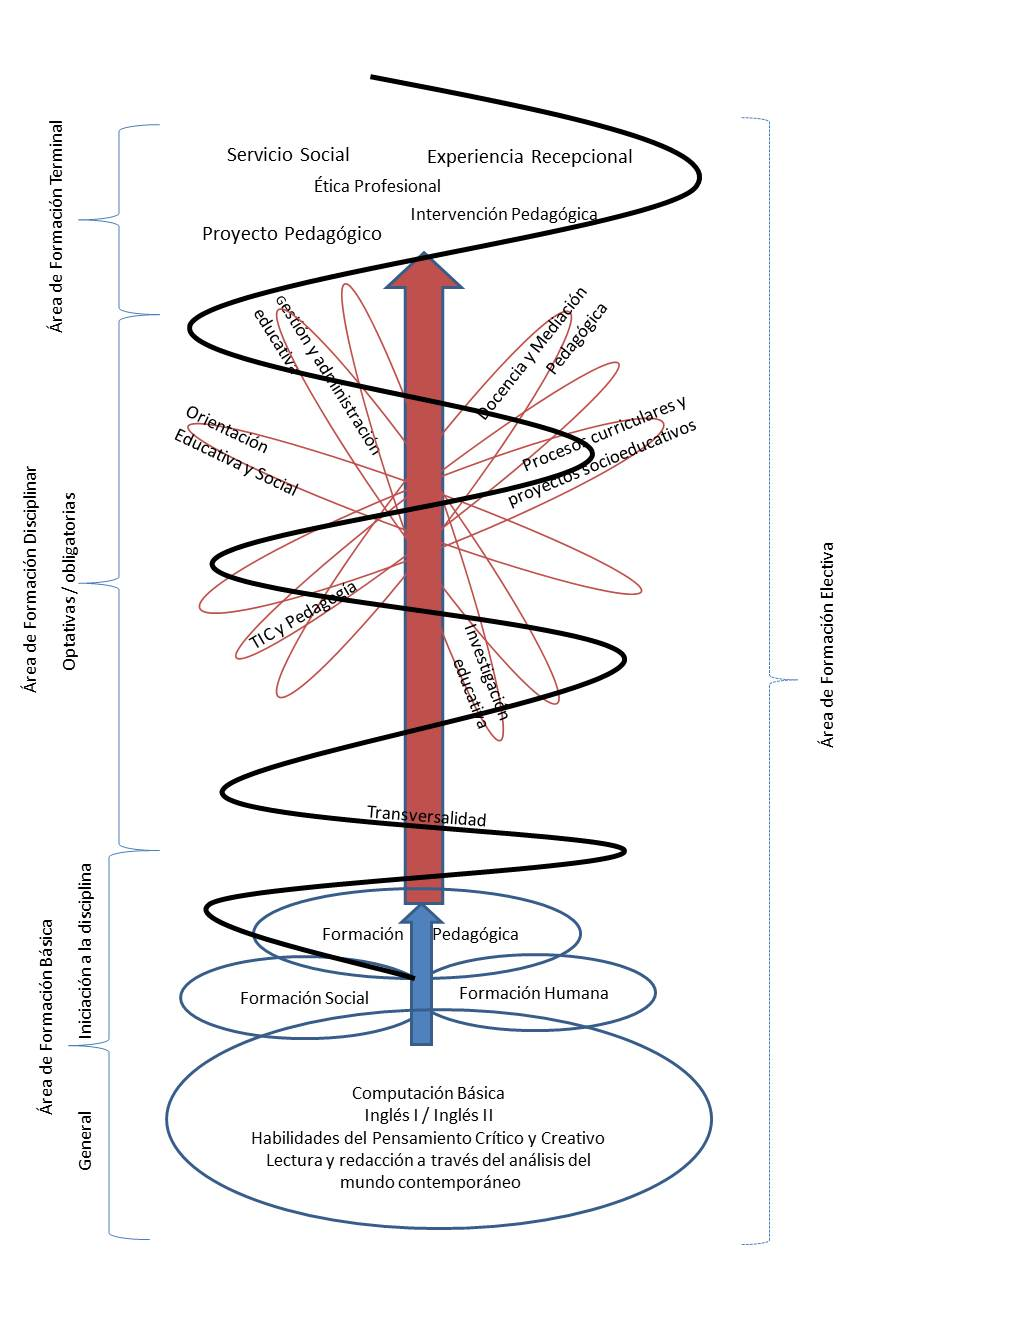 Servicio Social
Experiencia Recepcional
Ética Profesional
Intervención Pedagógica
Proyecto Pedagógico
Área de Formación Terminal
Gestión y administración
educativa
Docencia y Mediación
Pedagógica
Orientación
Educativa y Social
Procesos curriculares y
proyectos socioeducativos
Área de Formación Disciplinar
Optativas / obligatorias
TIC y Pedagogía
Investigación
educativa
Área de Formación Electiva
Transversalidad
Iniciación a la disciplina
Área de Formación Básica
Formación Pedagógica
Formación Social
Formación Humana
General
Computación Básica
Inglés I / Inglés II
Habilidades del Pensamiento Crítico y Creativo
Lectura y redacción a través del análisis del
mundo contemporáneo